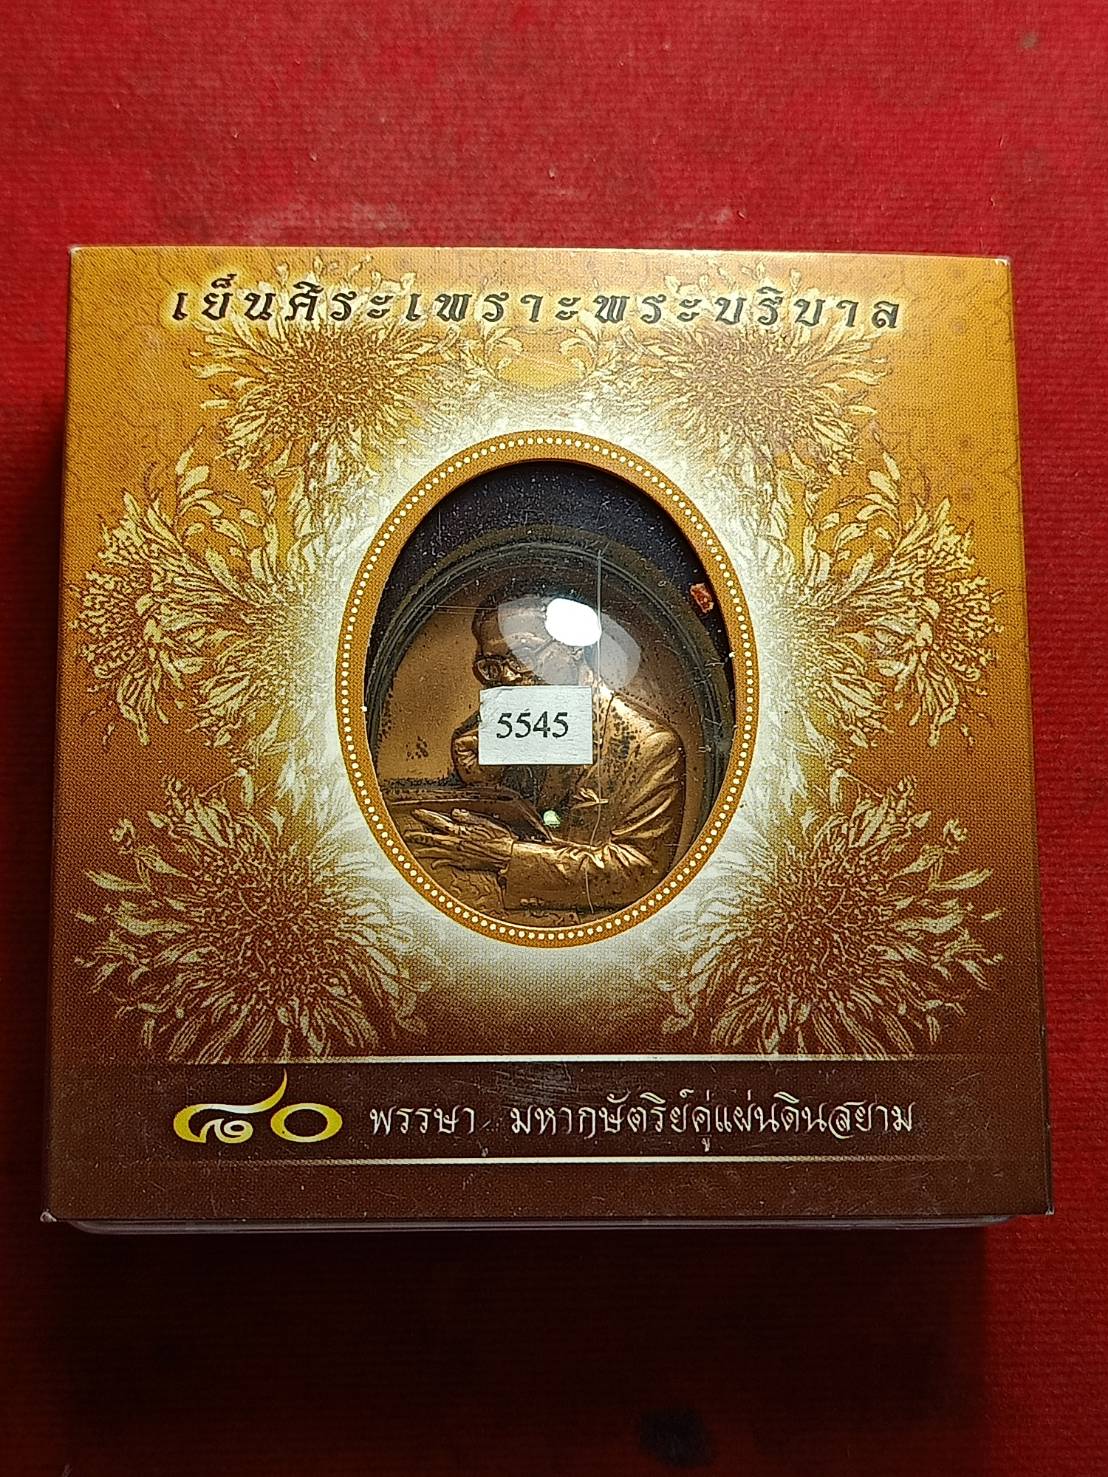 เย็นศิระเพราะพระบริบาล
5545
๘๐ พรรษา มหากษัตริย์คู่แผ่นดินสยาม